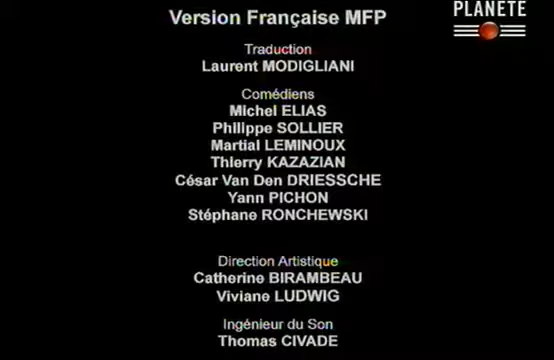 PLANETE
Version Française MFP
Traduction
Laurent MODIGLIANI
Comédiens
Michel ELIAS
Philippe SOLLIER
Martial LEMINOUX
Thierry KAZAZIAN
César Van Den DRIESSCHE
Yann PICHON
Stéphane RONCHEWSKI
Direction Artistique
Catherine BIRAMBEAU
Viviane LUDWIG
Ingénieur du Son
Thomas CIVADE